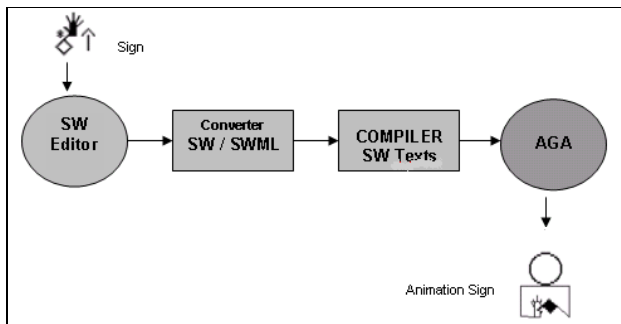 Sign
SW
Editor
Converter
SW / SWML
COMPILER
SW Texts
AGA
Animation Sign